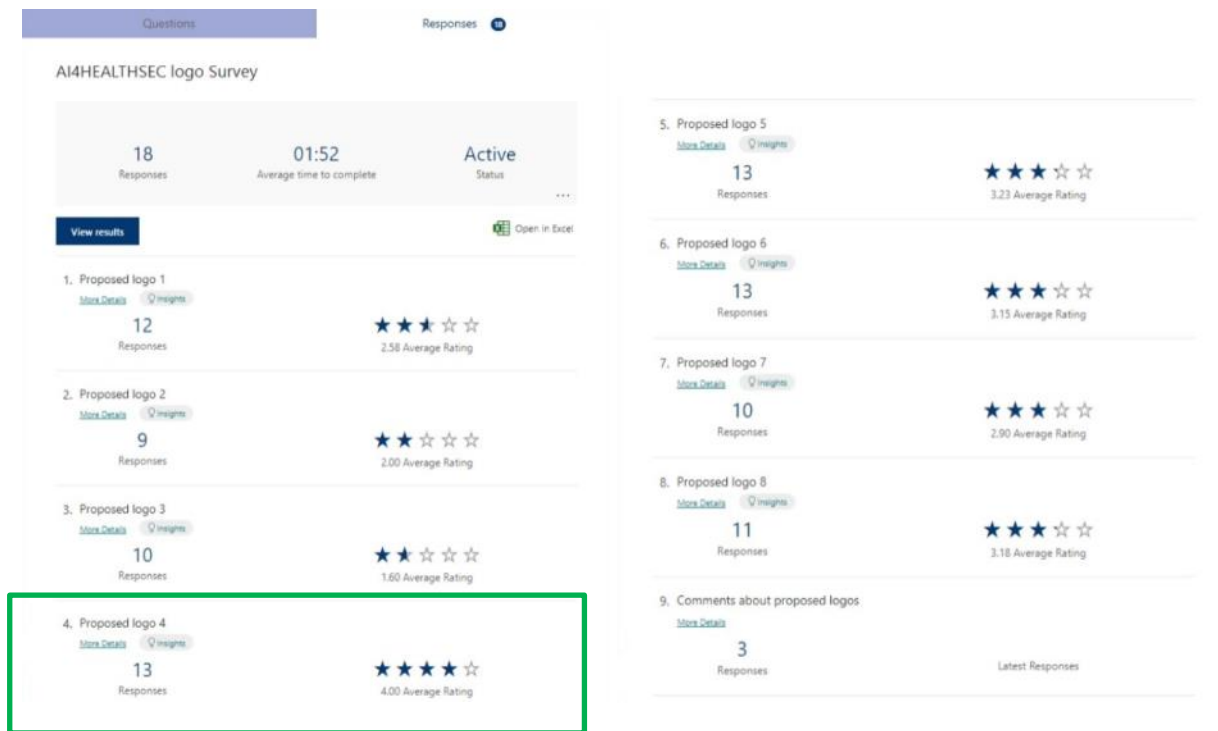 Questions
Responses 18
AI4HEALTHSEC logo Survey
18 01:52 Active
Responses Average time to complete Status
...
View results Open in Excel
1. Proposed logo 1
More Details Insights
12
Responses 2.58 Average Rating
2. Proposed logo 2
More Details Insights
9
Responses 2.00 Average Rating
3. Proposed logo 3
More Details Insights
10
Responses 1.60 Average Rating
4. Proposed logo 4
More Details Insights
13
Responses 4.00 Average Rating
5. Proposed logo 5
More Details Insights
13
Responses 3.23 Average Rating
6. Proposed logo 6
More Details Insights
13
Responses 3.15 Average Rating
7. Proposed logo 7
More Details Insights
10
Responses 2.90 Average Rating
8. Proposed logo 8
More Details Insights
11
Responses 3.18 Average Rating
9. Comments about proposed logos
More Details
3
Responses Latest Responses